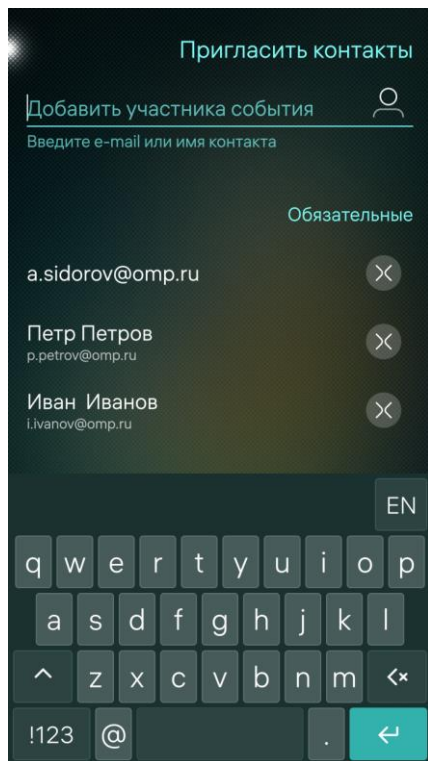 Пригласить контакты
Добавить участника события
Введите e-mail или имя контакта
Обязательные
a.sidorov@omp.ru
Петр Петров
p.petrov@omp.ru
Иван Иванов
i.ivanov@omp.ru
EN
q w e r t y u i o p
a s d f g h j k l
z x c v b n m
!123 @ .